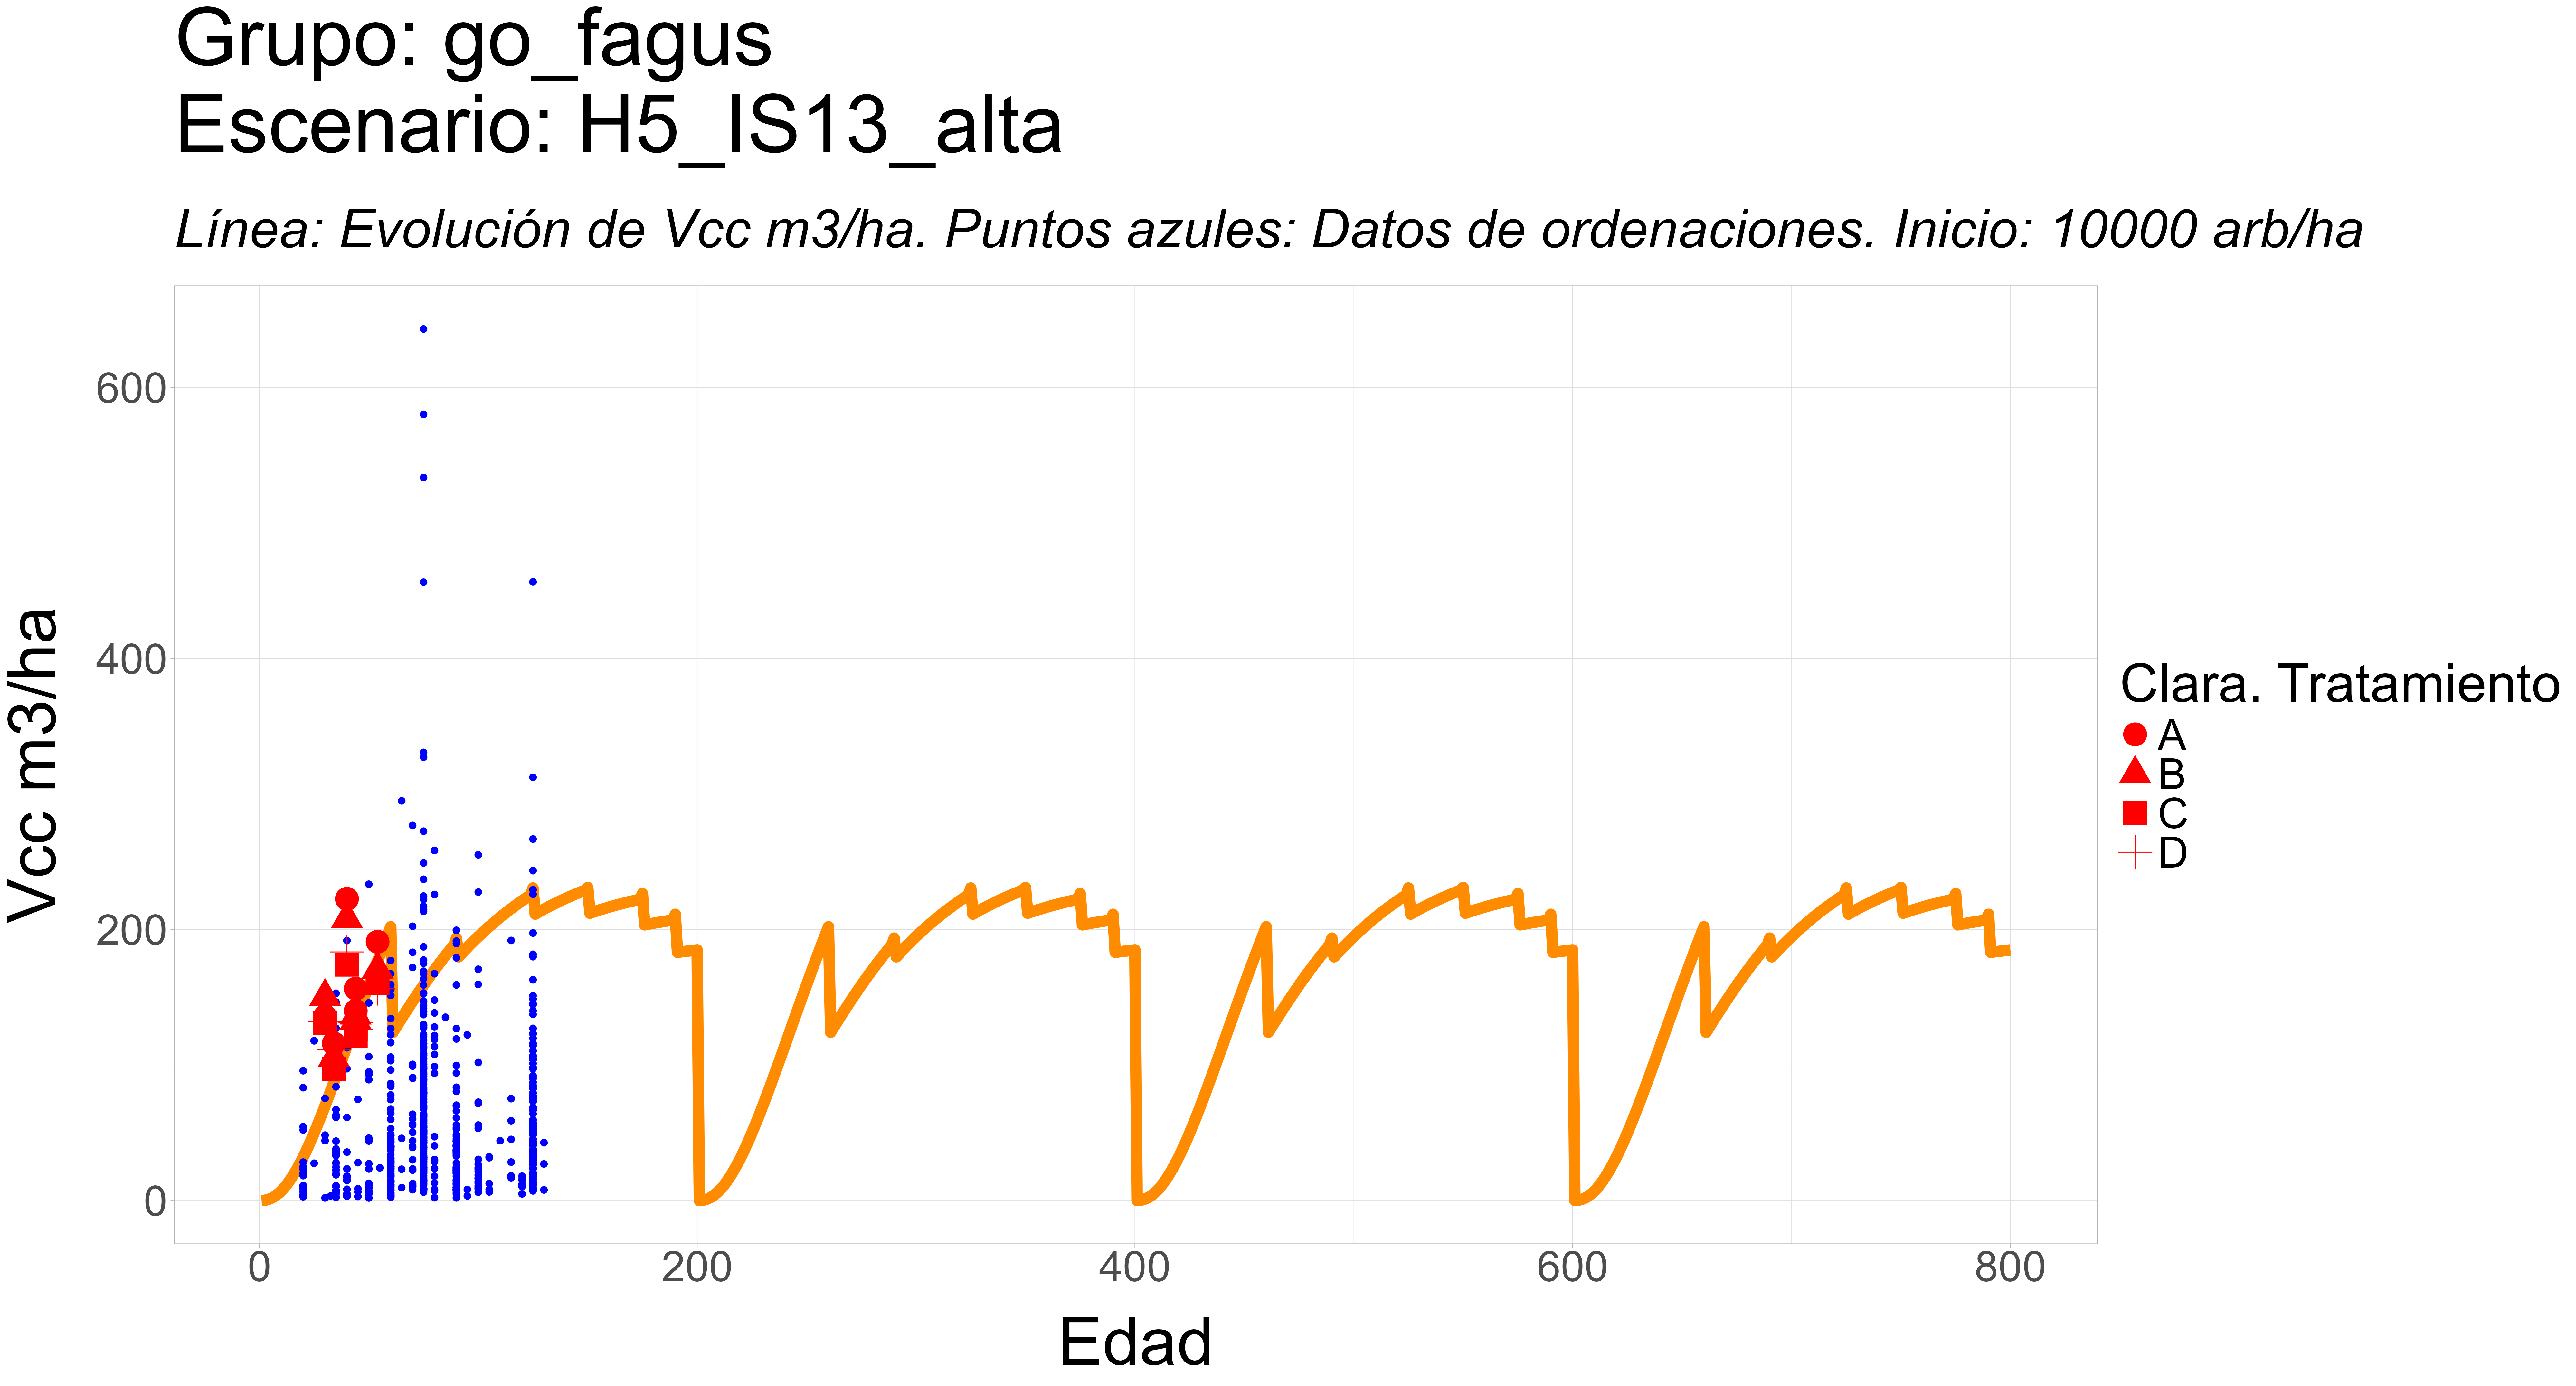 Grupo: go_fagus
Escenario: H5_IS13_alta
Línea: Evolución de Vcc m3/ha. Puntos azules: Datos de ordenaciones. Inicio: 10000 arb/ha
Vcc m3/ha
600
400
200
0
0 200 400 600 800
Edad
Clara. Tratamiento
A
B
C
D